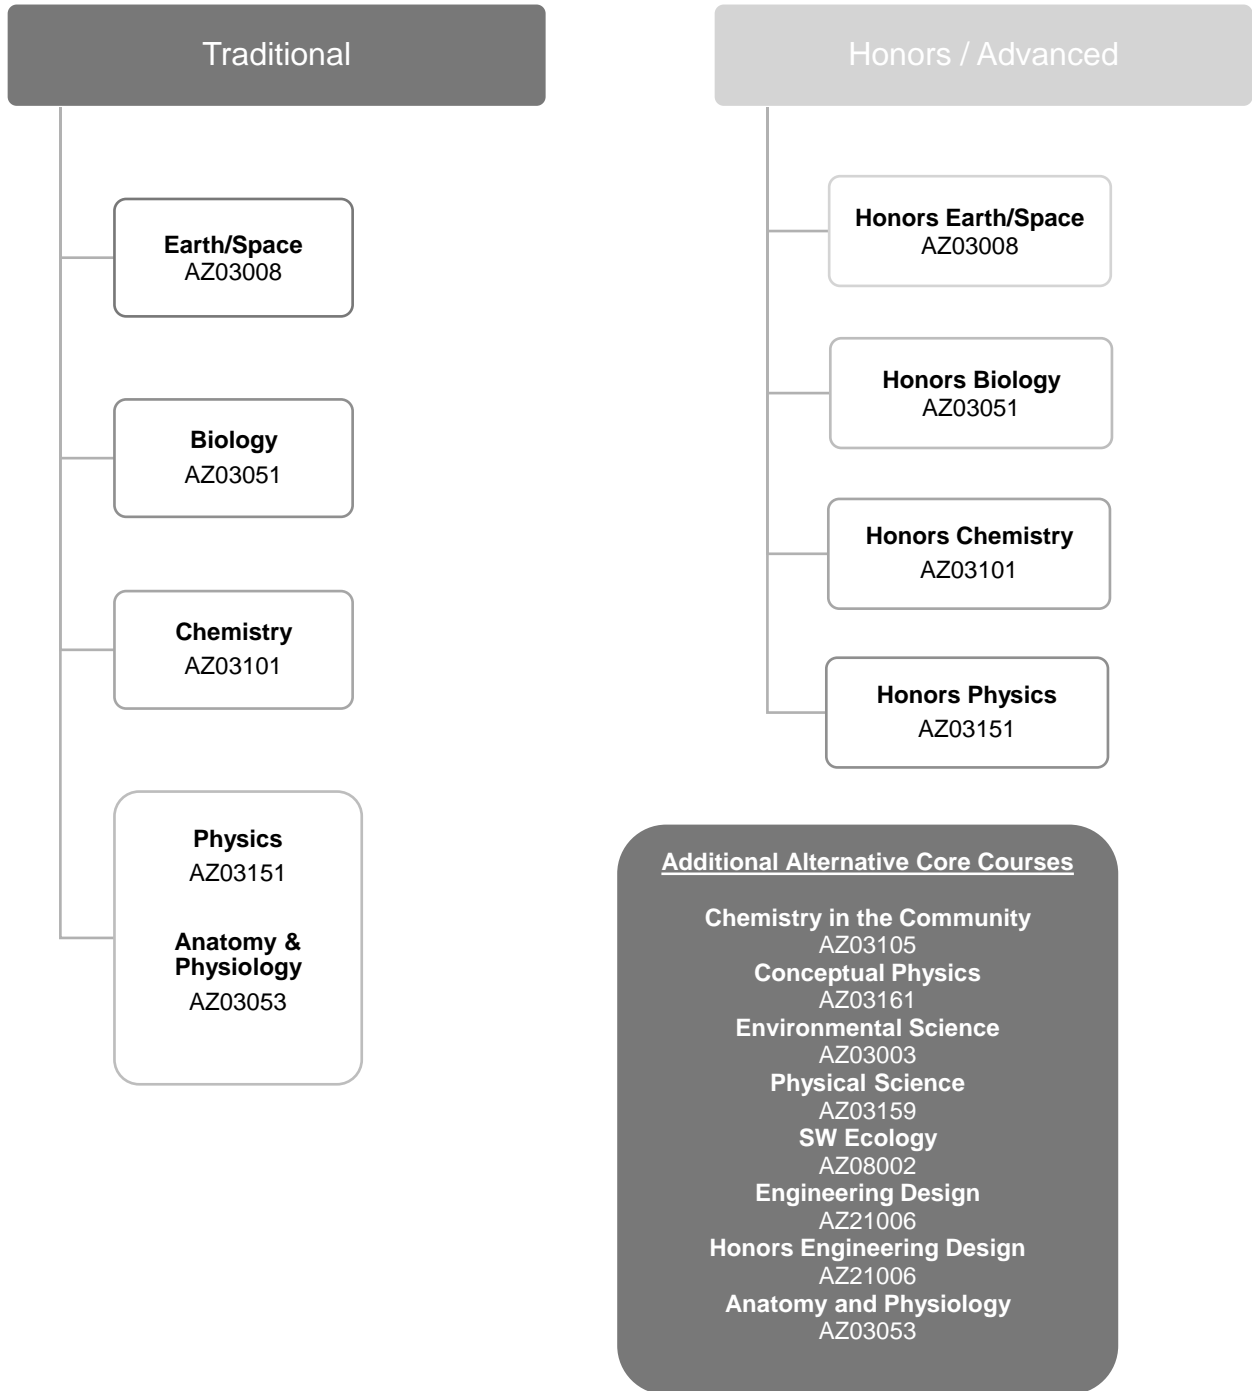 Traditional
Earth/Space
AZ03008
Biology
AZ03051
Chemistry
AZ03101
Physics
AZ03151
Anatomy &
Physiology
AZ03053
Honors / Advanced
Honors Earth/Space
AZ03008
Honors Biology
AZ03051
Honors Chemistry
AZ03101
Honors Physics
AZ03151
Additional Alternative Core Courses
Chemistry in the Community
AZ03105
Conceptual Physics
AZ03161
Environmental Science
AZ03003
Physical Science
AZ03159
SW Ecology
AZ08002
Engineering Design
AZ21006
Honors Engineering Design
AZ21006
Anatomy and Physiology
AZ03053